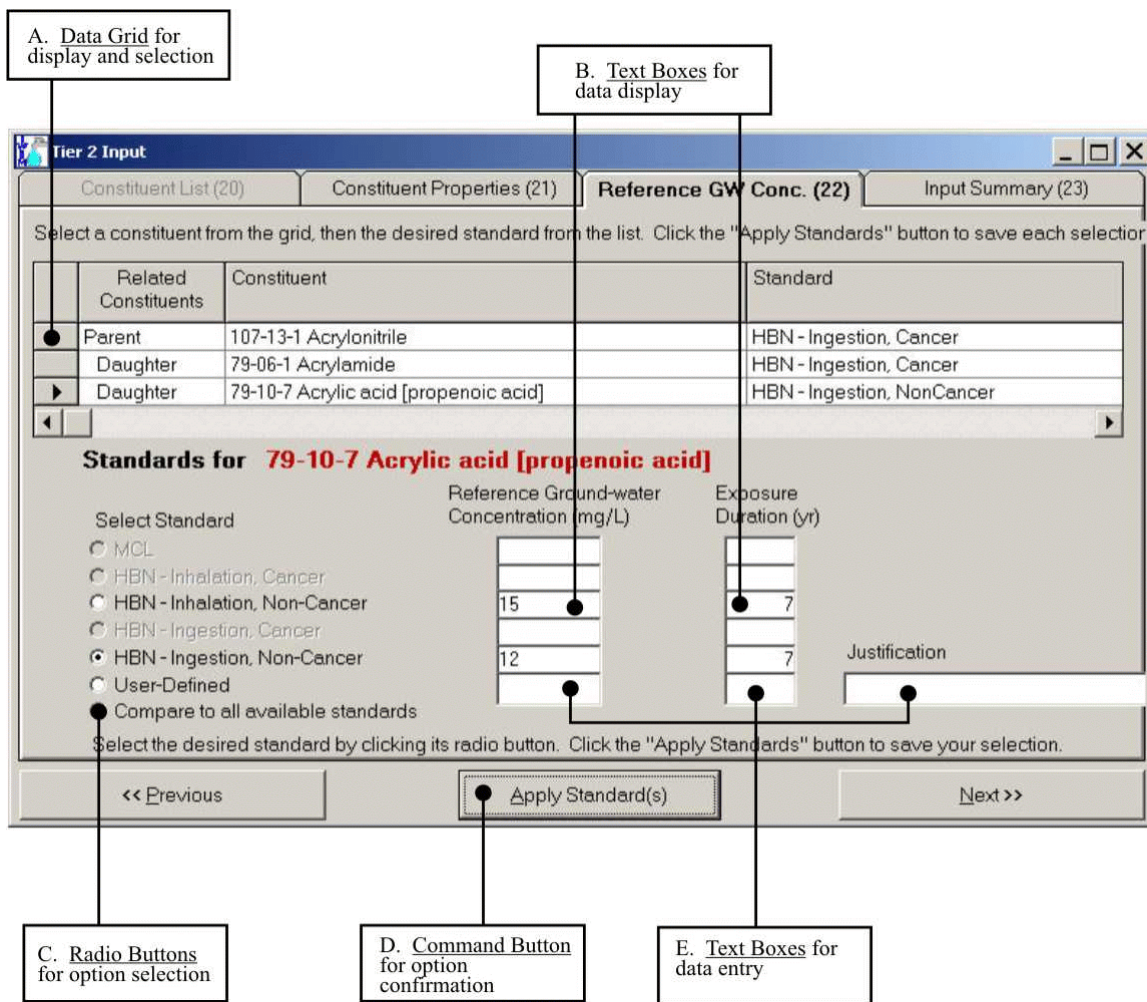 A. Data Grid for
display and selection
B. Text Boxes for
data display
Tier 2 Input
Constituent List (20)
Constituent Properties (21)
Reference GW Conc. (22)
Input Summary (23)
Select a constituent from the grid, then the desired standard from the list. Click the "Apply Standards" button to save each selection
Related
Constituents
Constituent
Standard
Parent 107-13-1 Acrylonitrile HBN - Ingestion, Cancer
Daughter 79-06-1 Acrylamide HBN - Ingestion, Cancer
Daughter 79-10-7 Acrylic acid [propenoic acid] HBN - Ingestion, NonCancer
Standards for 79-10-7 Acrylic acid [propenoic acid]
Select Standard
Reference Ground-water
Concentration (mg/L)
Exposure
Duration (yr)
MCL
HBN - Inhalation, Cancer
HBN - Inhalation, Non-Cancer 15 7
HBN - Ingestion, Cancer
HBN - Ingestion, Non-Cancer 12 7
Justification
User-Defined
Compare to all available standards
Select the desired standard by clicking its radio button. Click the "Apply Standards" button to save your selection.
<< Previous
Apply Standard(s)
Next >>
C. Radio Buttons
for option selection
D. Command Button
for option
confirmation
E. Text Boxes for
data entry